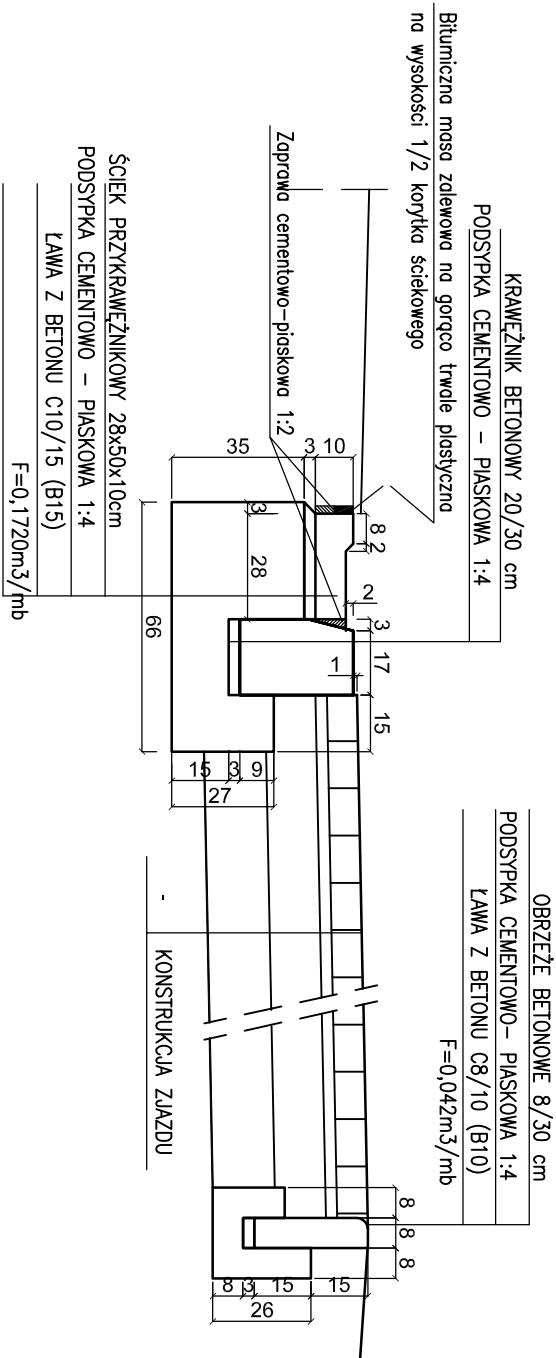 KRAWĘŻNIK BETONOWY 20/30 cm
PODSYPKA CEMENTOWO – PIASKOWA 1:4
Bitumiczna masa zalewowa na gorąco trwale plastyczna
na wysokości 1/2 korytka ściekowego
Zaprawa cementowo-piaskowa 1:2
ŚCIEK PRZYKRAWĘŻNIKOWY 28x50x10cm
PODSYPKA CEMENTOWO – PIASKOWA 1:4
ŁAWA Z BETONU C10/15 (B15)
F=0,1720m3/mb
OBRZEŻE BETONOWE 8/30 cm
PODSYPKA CEMENTOWO– PIASKOWA 1:4
ŁAWA Z BETONU C8/10 (B10)
F=0,042m3/mb
-
KONSTRUKCJA ZJAZDU
35
3
10
8
2
3
28
2
3
17
1
15
66
15
3
9
27
8
8
8
8
3
15
15
26